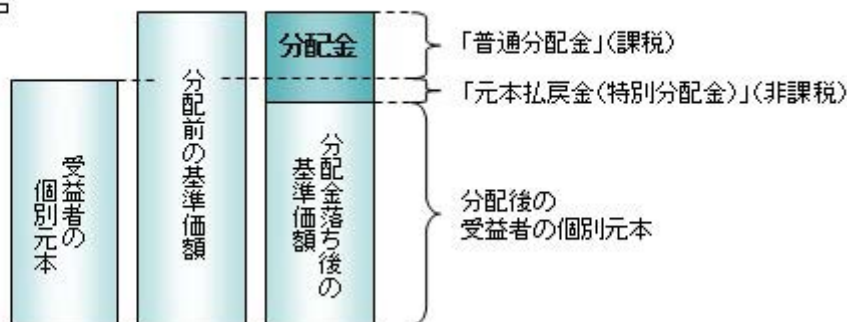 分配金
「普通分配金」(課税)
「元本払戻金(特別分配金)」(非課税)
受益者の
個別元本
分配前の基準価額
分配金落ち後の
基準価額
分配後の
受益者の個別元本